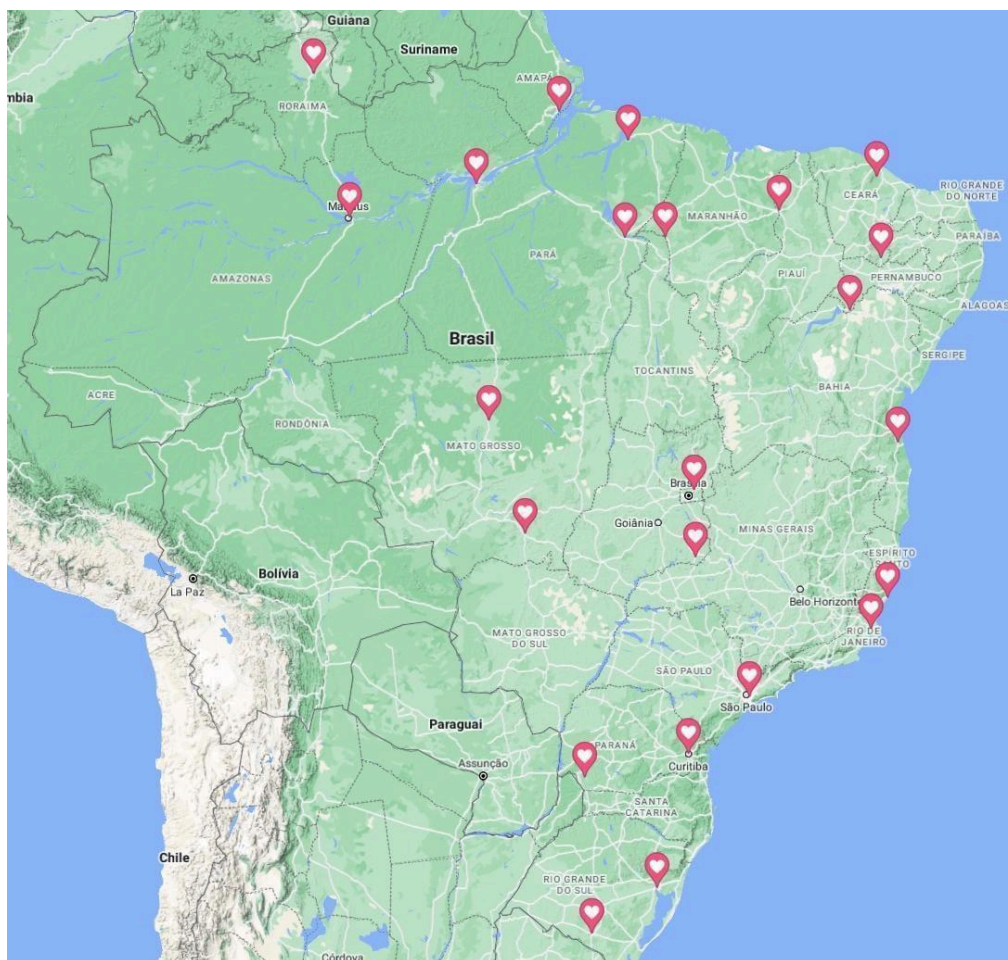 Guiana
Suriname
AMAPÁ
mbia
RORAIMA
CEARÁ
RIO GRANDE
DO NORTE
Manaus
MARANHÃO
PARAÍBA
PARÁ
AMAZONAS
PIAUÍ
PERNAMBUCO
ALAGOAS
Brasil
SERGIPE
TOCANTINS
BAHIA
ACRE
RONDÔNIA
MATO GROSSO
Brasília
Goiânia
MINAS GERAIS
ESPÍRITO
SANTO
Bolívia
La Paz
Belo Horizonte
RIO DE
JANEIRO
MATO GROSSO
DO SUL
SÃO PAULO
São Paulo
Paraguai
PARANÁ
Assunção
Curitiba
SANTA
CATARINA
Chile
RIO GRANDE
DO SUL
Córdova